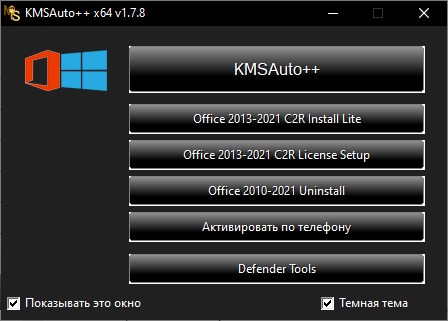 KMSAuto++ x64 v1.7.8
KMSAuto++
Office 2013-2021 C2R Install Lite
Office 2013-2021 C2R License Setup
Office 2010-2021 Uninstall
Активировать по телефону
Defender Tools
Показывать это окно
Темная тема